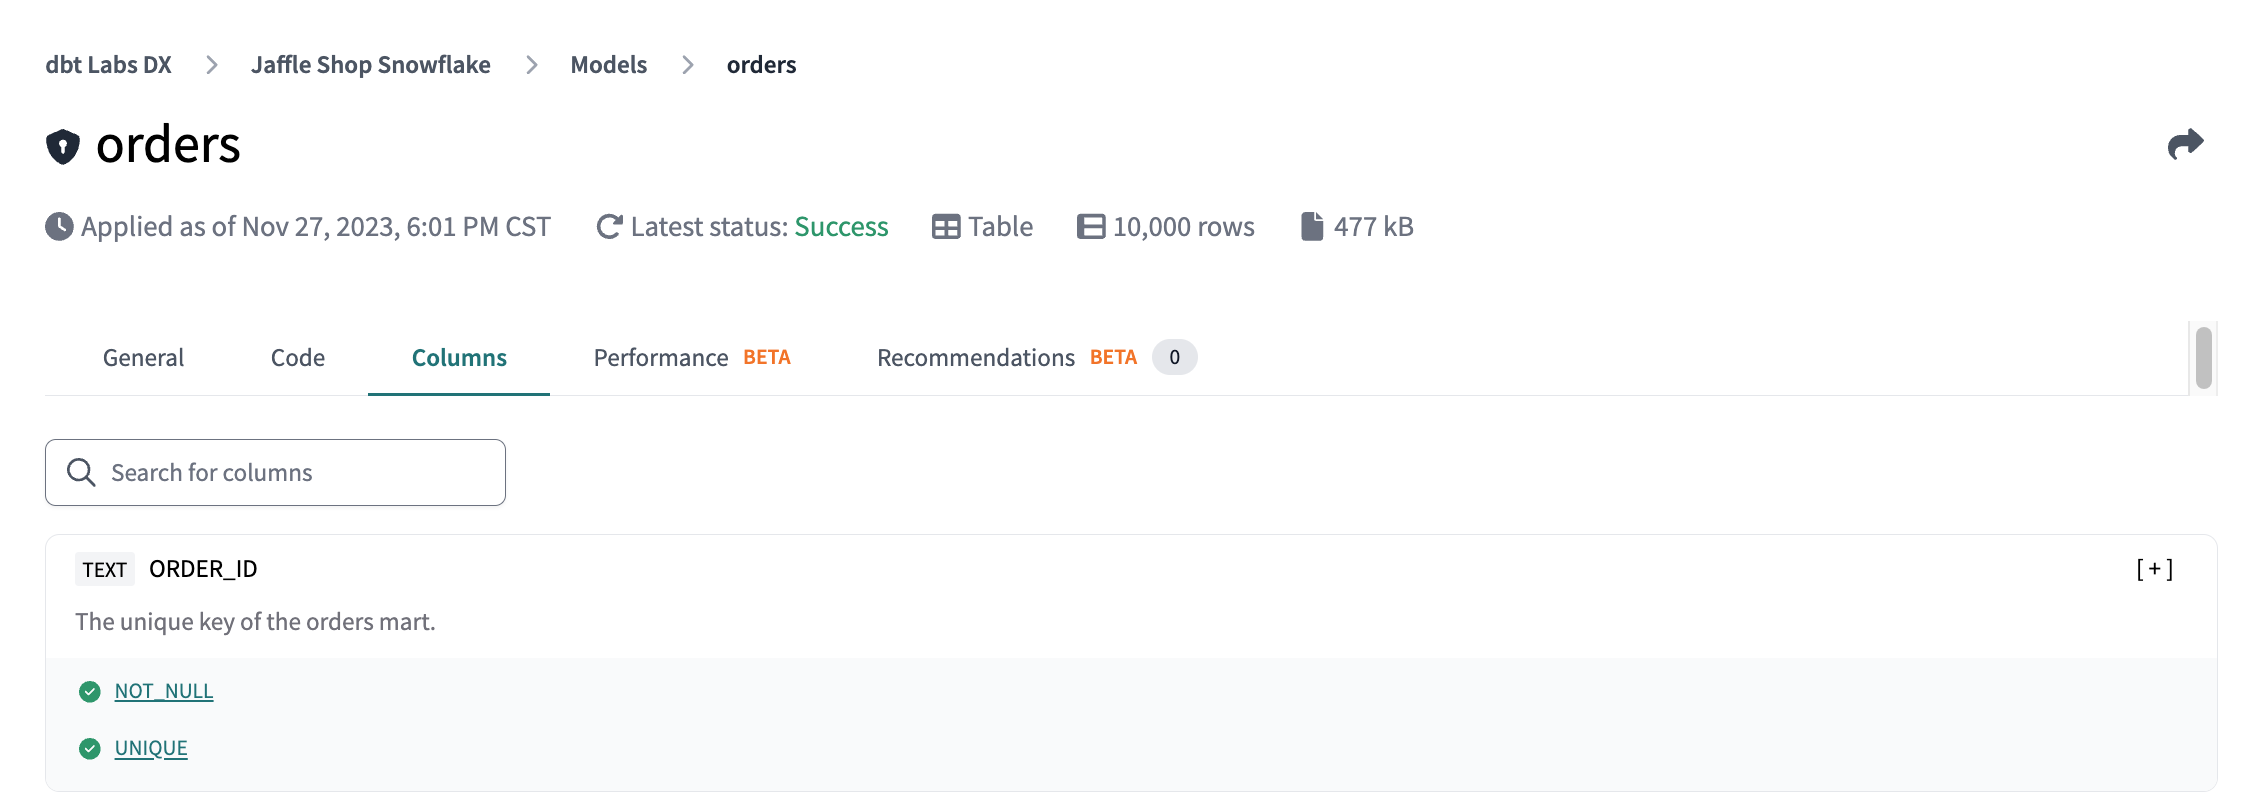 dbt Labs DX > Jaffle Shop Snowflake > Models > orders
orders
Applied as of Nov 27, 2023, 6:01 PM CST Latest status: Success Table 10,000 rows 477 kB
General Code Columns Performance BETA Recommendations BETA 0
Search for columns
TEXT ORDER_ID [+]
The unique key of the orders mart.
NOT_NULL
UNIQUE